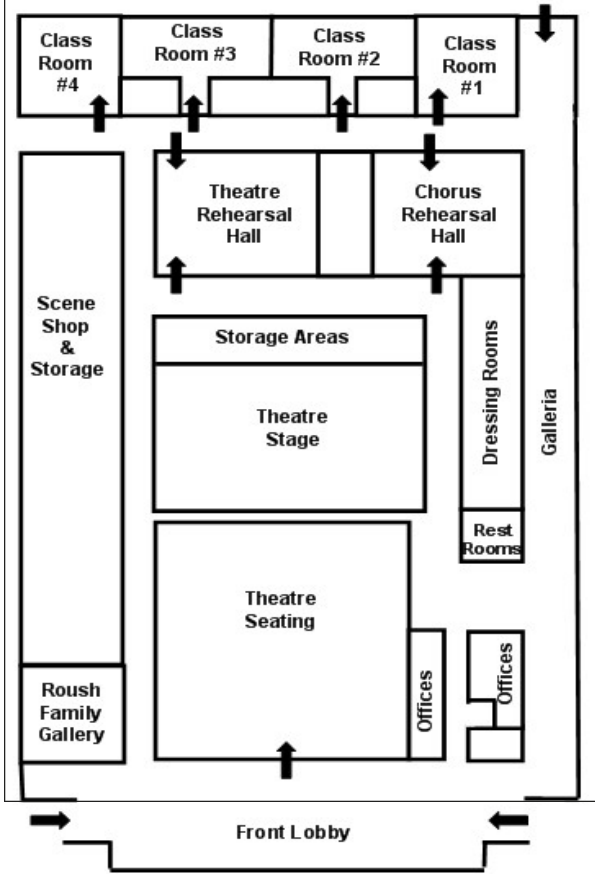 Class
Room
#4
Class
Room #3
Class
Room #2
Class
Room
#1
Theatre
Rehearsal
Hall
Chorus
Rehearsal
Hall
Scene
Shop
&
Storage
Storage Areas
Theatre
Stage
Dressing Rooms
Galleria
Rest
Rooms
Theatre
Seating
Offices
Offices
Roush
Family
Gallery
Front Lobby